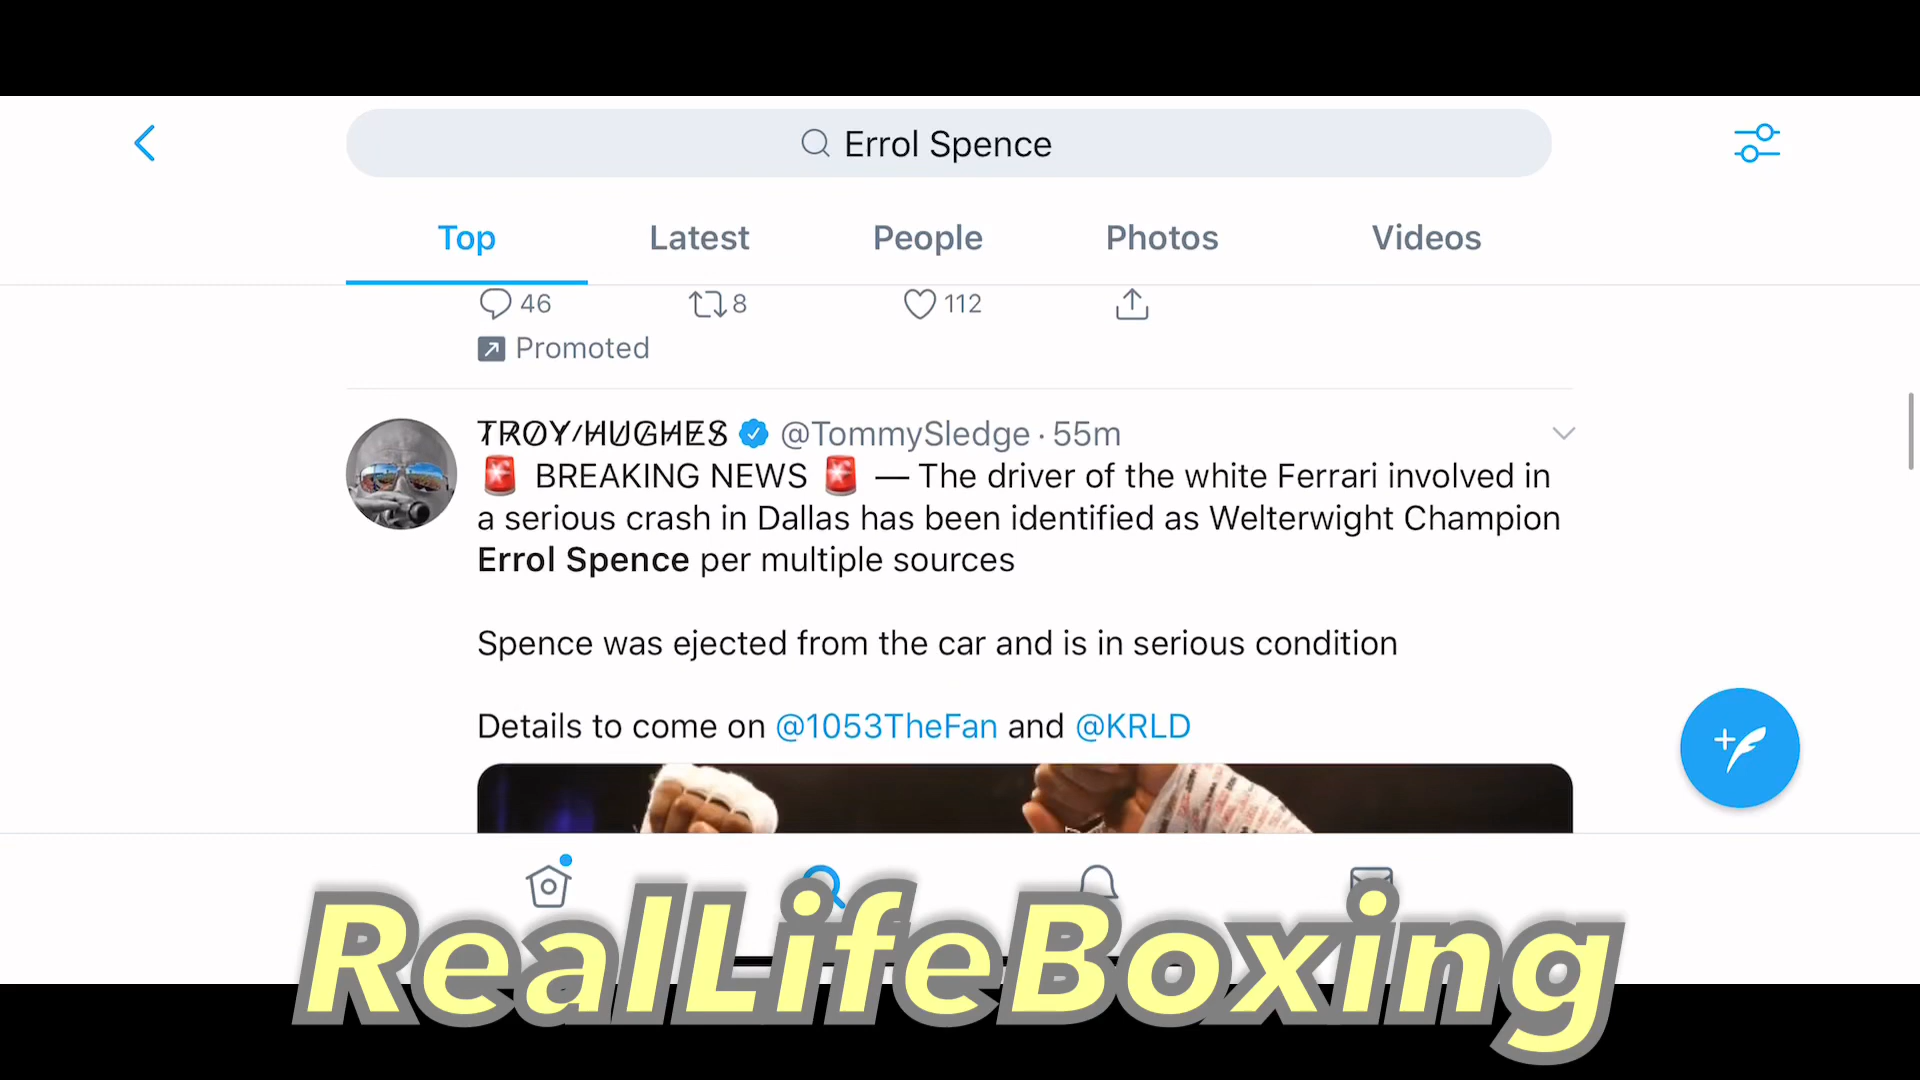 Errol Spence
Top Latest People Photos Videos
46 8 112
Promoted
TROY/HUGHES @TommySledge · 55m
🚨 BREAKING NEWS 🚨 — The driver of the white Ferrari involved in
a serious crash in Dallas has been identified as Welterwight Champion
Errol Spence per multiple sources
Spence was ejected from the car and is in serious condition
Details to come on @1053TheFan and @KRLD
RealLifeBoxing